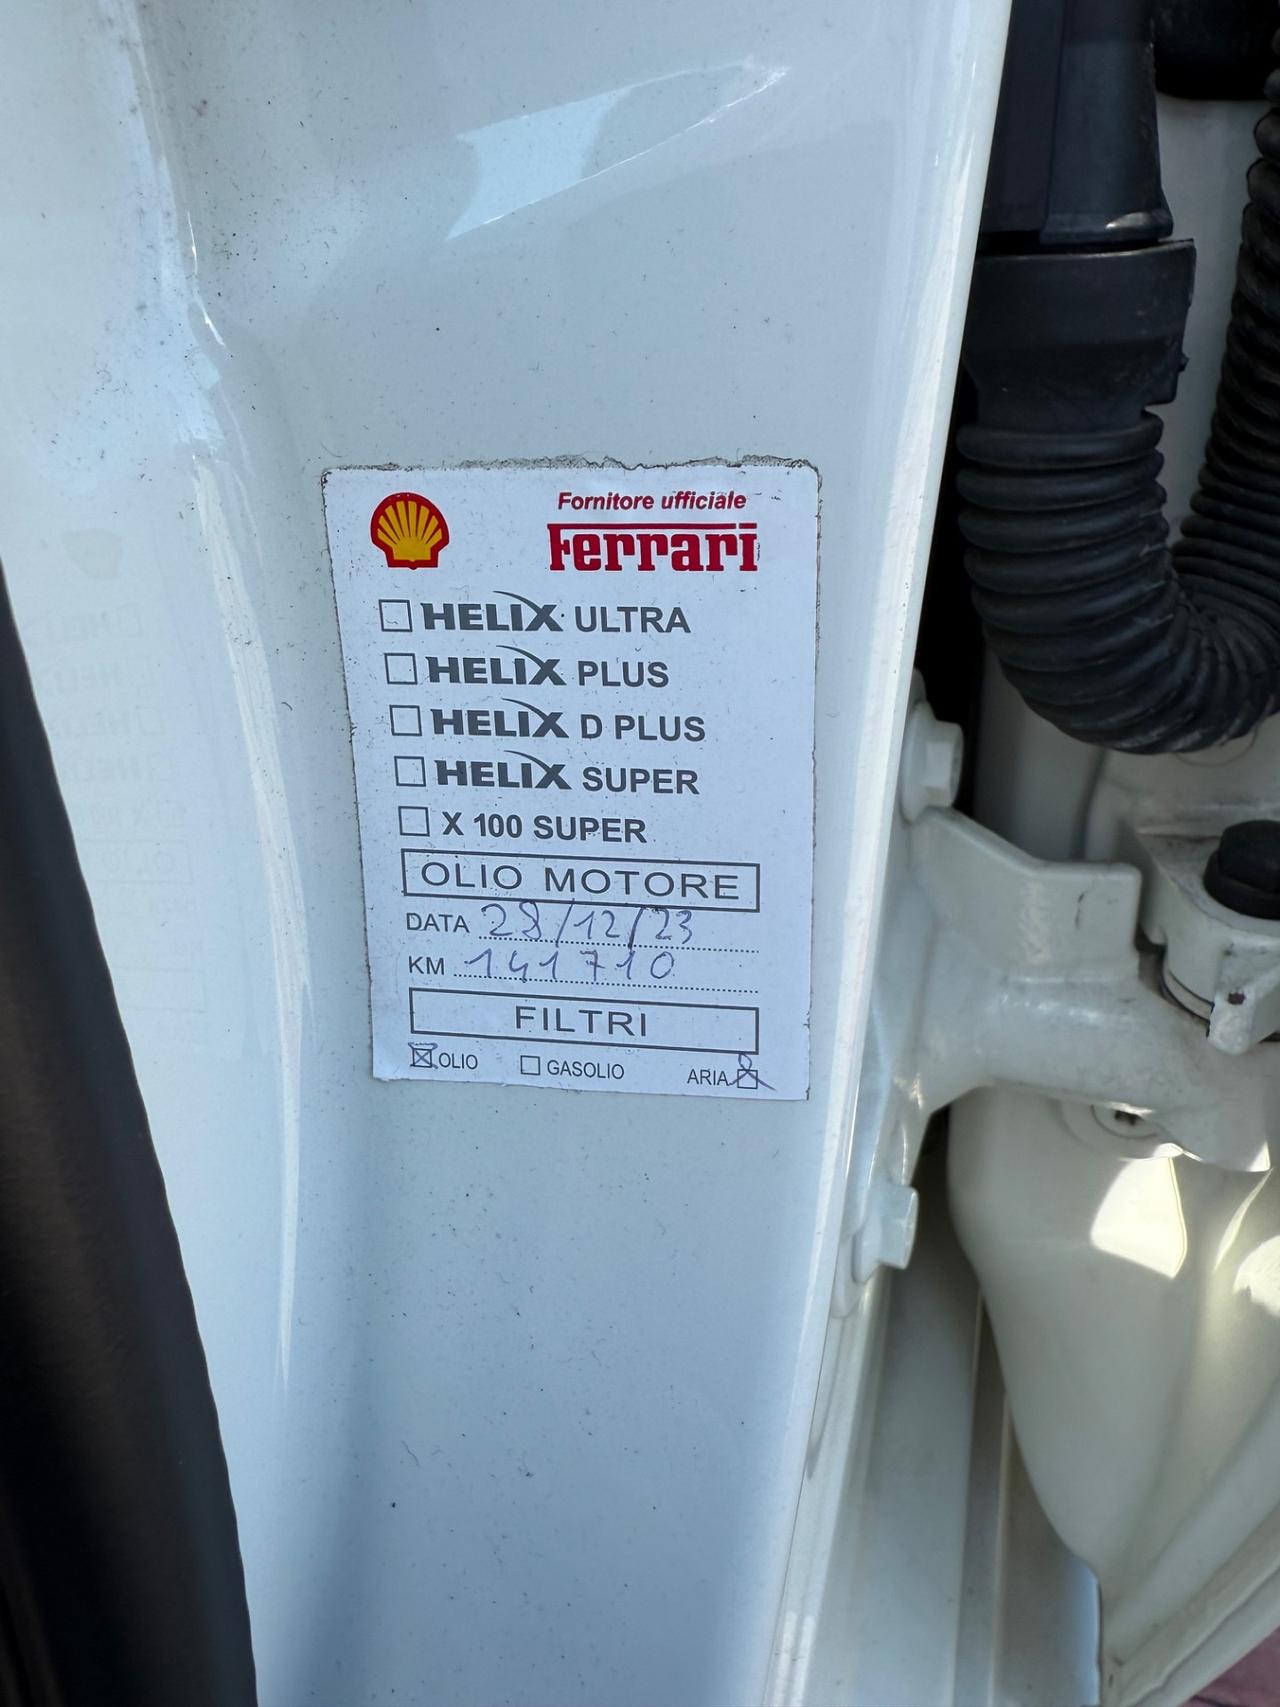 Fornitore ufficiale
Ferrari
HELIX ULTRA
HELIX PLUS
HELIX D PLUS
HELIX SUPER
X 100 SUPER
OLIO MOTORE
DATA 28/12/23
KM 141710
FILTRI
OLIO GASOLIO ARIA